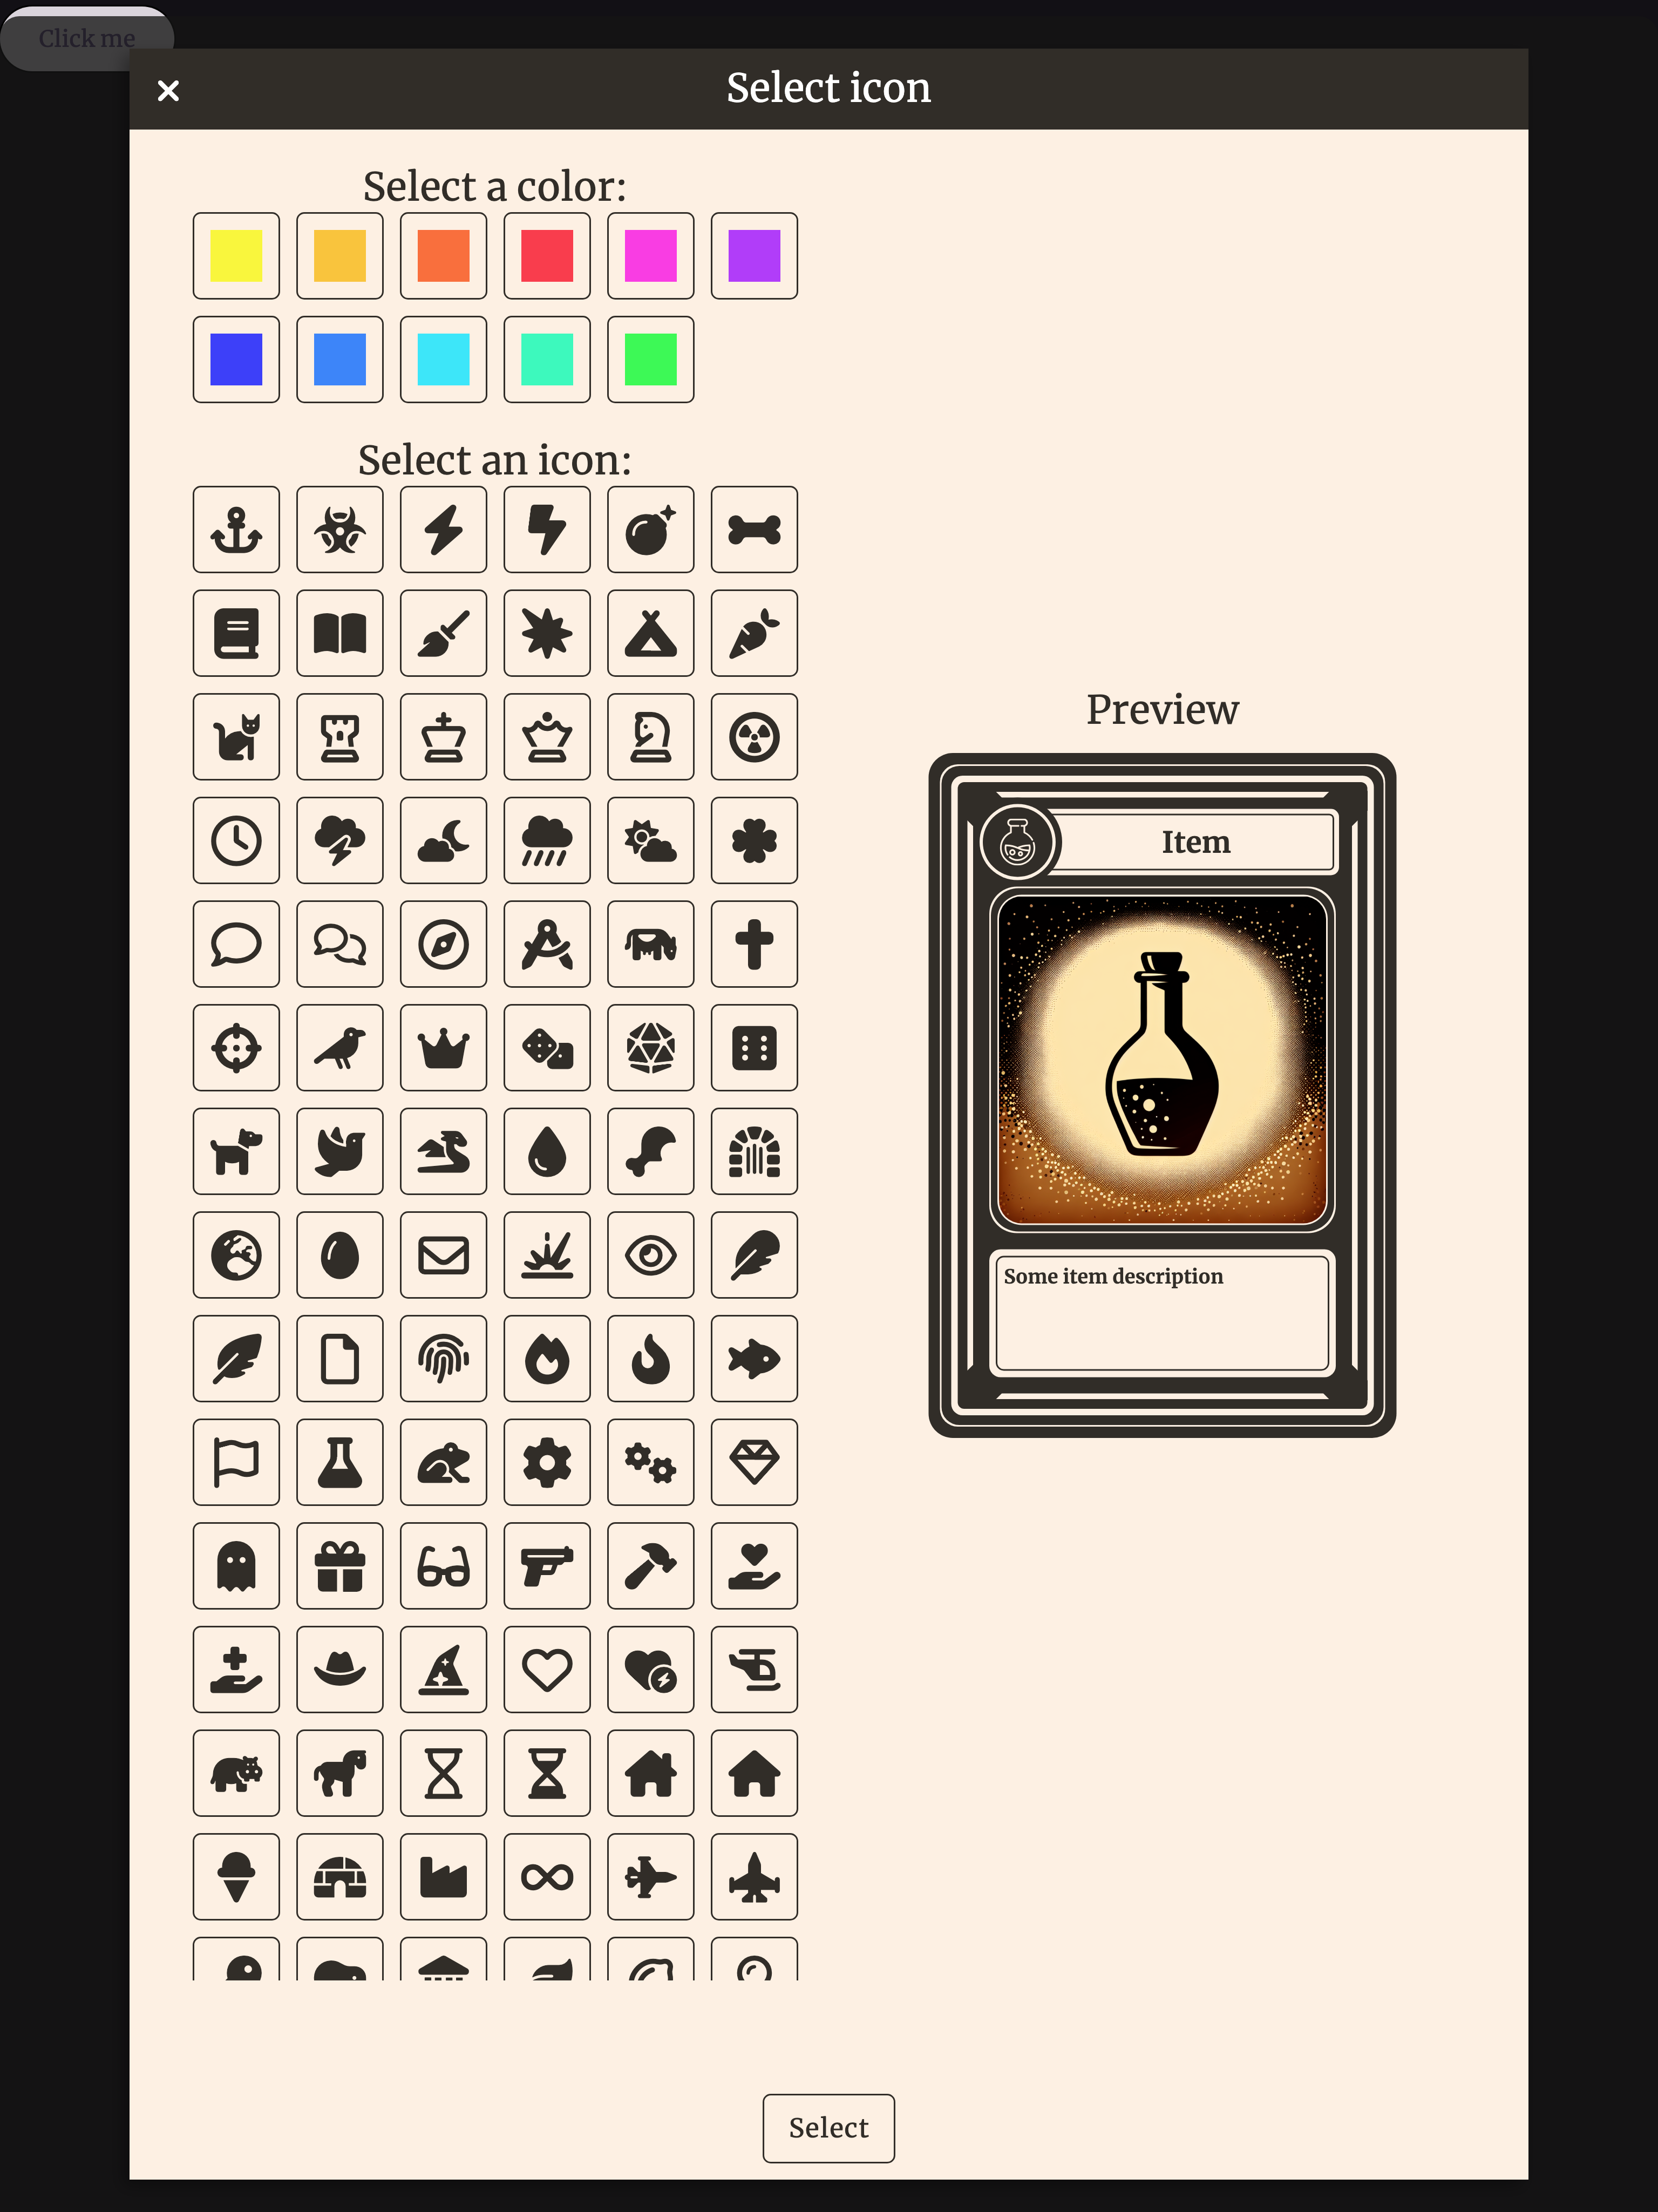 Click me
Select icon
Select a color:
Select an icon:
Preview
Item
Some item description
Select